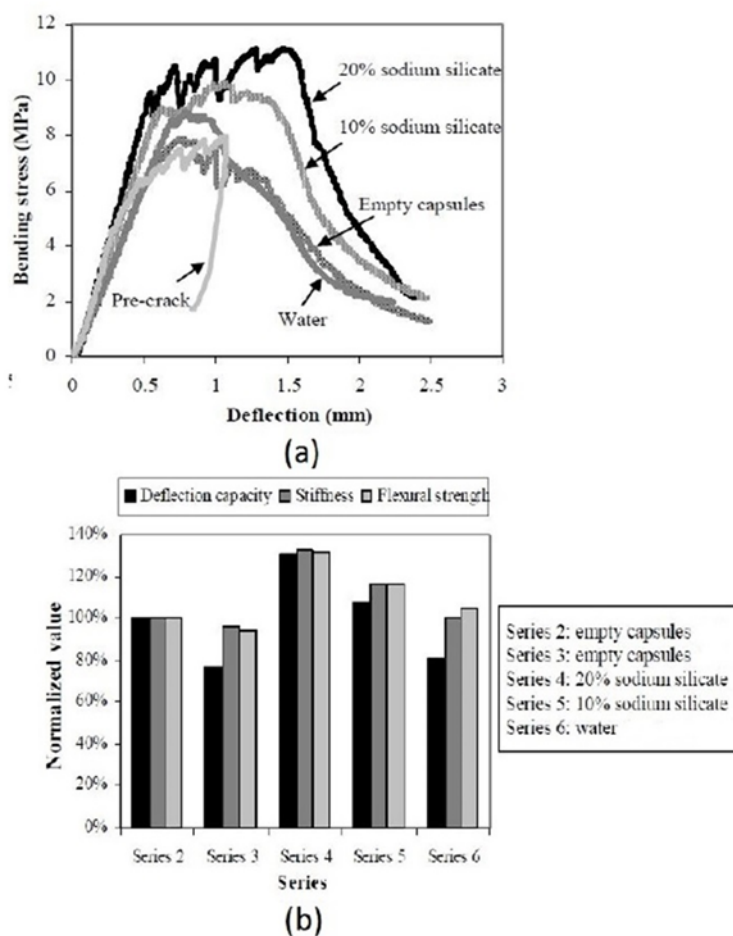 12
10
8
6
4
2
0
Bending stress (MPa)
20% sodium silicate
10% sodium silicate
Empty capsules
Pre-crack
Water
0 0.5 1 1.5 2 2.5 3
Deflection (mm)
(a)
Deflection capacity Stiffness Flexural strength
140%
120%
100%
80%
60%
40%
20%
0%
Normalized value
Series 2 Series 3 Series 4 Series 5 Series 6
Series
Series 2: empty capsules
Series 3: empty capsules
Series 4: 20% sodium silicate
Series 5: 10% sodium silicate
Series 6: water
(b)